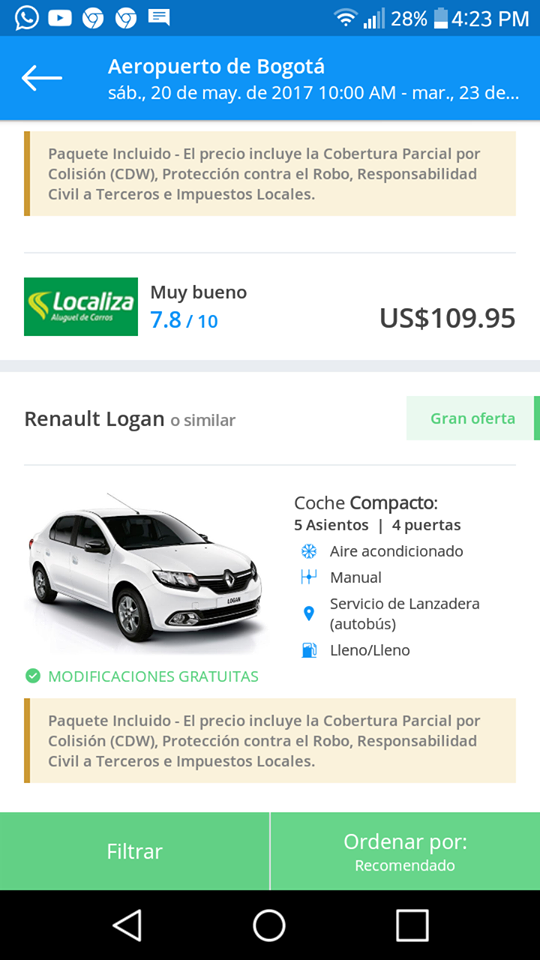 28% 4:23 PM
Aeropuerto de Bogotá
sáb., 20 de may. de 2017 10:00 AM - mar., 23 de...
Paquete Incluido - El precio incluye la Cobertura Parcial por
Colisión (CDW), Protección contra el Robo, Responsabilidad
Civil a Terceros e Impuestos Locales.
Localiza
Aluguel de Carros
Muy bueno
7.8 / 10
US$109.95
Renault Logan o similar
Gran oferta
Coche Compacto:
5 Asientos | 4 puertas
Aire acondicionado
Manual
Servicio de Lanzadera
(autobús)
Lleno/Lleno
LOGAN
MODIFICACIONES GRATUITAS
Paquete Incluido - El precio incluye la Cobertura Parcial por
Colisión (CDW), Protección contra el Robo, Responsabilidad
Civil a Terceros e Impuestos Locales.
Filtrar
Ordenar por:
Recomendado